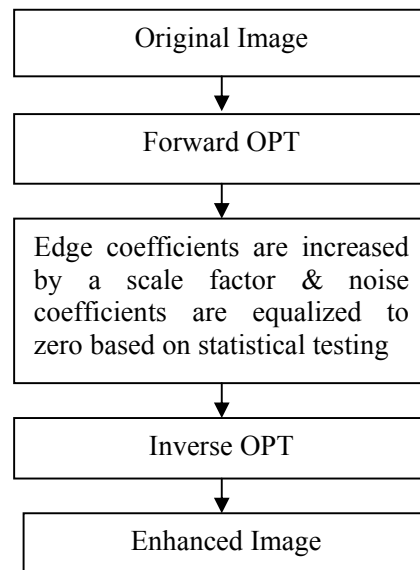 Original Image
Forward OPT
Edge coefficients are increased
by a scale factor & noise
coefficients are equalized to
zero based on statistical testing
Inverse OPT
Enhanced Image